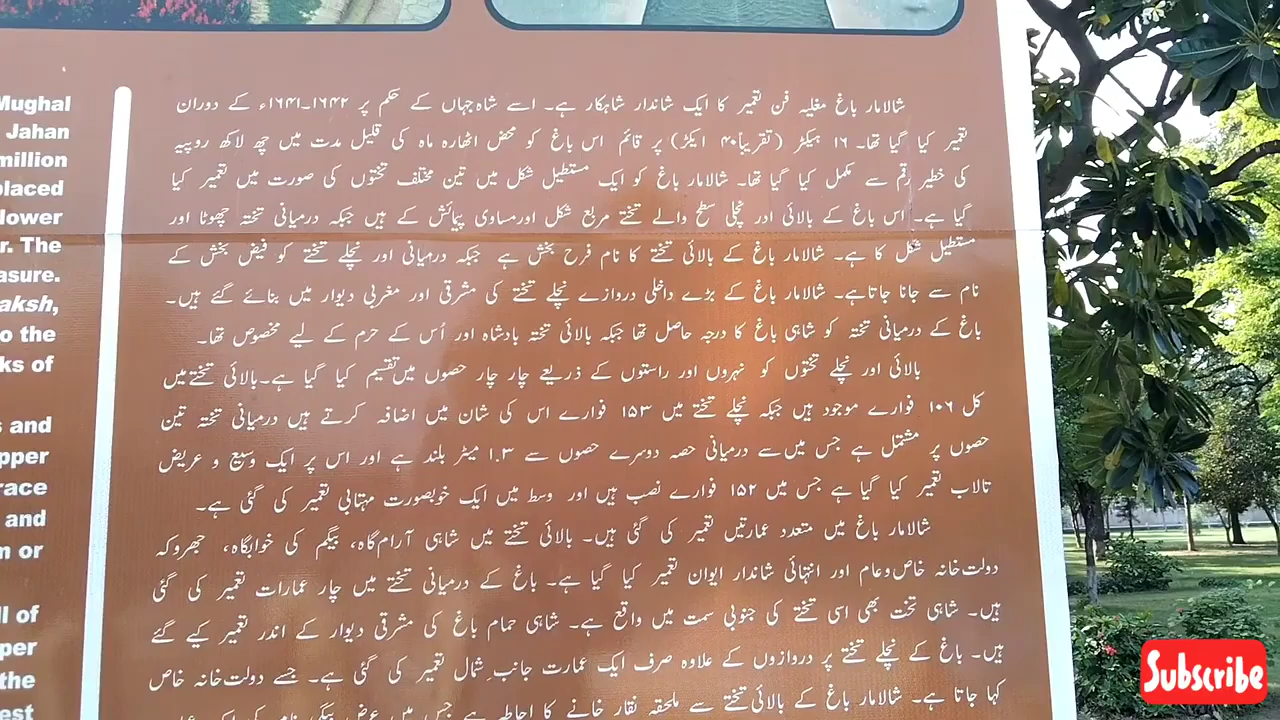 Mughal
Jahan
million
placed
lower
r. The
asure.
aksh,
o the
ks of
s and
pper
race
and
n or
ll of
per
the
est
شالامار باغ مغلیہ فن تعمیر کا ایک شاندار شاہکار ہے۔ اسے شاہ جہاں کے حکم پر ۱۶۴۲۔۱۶۴۱ء کے دوران
تعمیر کیا گیا تھا۔ ۱۶ ہیکٹر (تقریباً ۴۰ ایکڑ) پر قائم اس باغ کو محض اٹھارہ ماہ کی قلیل مدت میں چھ لاکھ روپیہ
کی خطیر رقم سے مکمل کیا گیا تھا۔ شالامار باغ کو ایک مستطیل شکل میں تین مختلف تختوں کی صورت میں تعمیر کیا
گیا ہے۔ اس باغ کے بالائی اور نچلی سطح والے تختے مربع شکل اورمساوی پیمائش کے ہیں جبکہ درمیانی تختہ چھوٹا اور
مستطیل شکل کا ہے۔ شالامار باغ کے بالائی تختے کا نام فرح بخش ہے جبکہ درمیانی اور نچلے تختے کو فیض بخش کے
نام سے جانا جاتاہے۔ شالامار باغ کے بڑے داخلی دروازے نچلے تختے کی مشرقی اور مغربی دیوار میں بنائے گئے ہیں۔
باغ کے درمیانی تختہ کو شاہی باغ کا درجہ حاصل تھا جبکہ بالائی تختہ بادشاہ اور اُس کے حرم کے لیے مخصوص تھا۔
بالائی اور نچلے تختوں کو نہروں اور راستوں کے ذریعے چار چار حصوں میں تقسیم کیا گیا ہے۔بالائی تختے میں
کل ۱۰۶ فوارے موجود ہیں جبکہ نچلے تختے میں ۱۵۳ فوارے اس کی شان میں اضافہ کرتے ہیں درمیانی تختہ تین
حصوں پر مشتمل ہے جس میں سے درمیانی حصہ دوسرے حصوں سے ۱.۳ میٹر بلند ہے اور اس پر ایک وسیع و عریض
تالاب تعمیر کیا گیا ہے جس میں ۱۵۲ فوارے نصب ہیں اور وسط میں ایک خوبصورت مہتابی تعمیر کی گئی ہے۔
شالامار باغ میں متعدد عمارتیں تعمیر کی گئی ہیں۔ بالائی تختے میں شاہی آرام گاہ، بیگم کی خوابگاہ، جھروکہ
دولت خانہ خاص و عام اور انتہائی شاندار ایوان تعمیر کیا گیا ہے۔ باغ کے درمیانی تختے میں چار عمارات تعمیر کی گئی
ہیں۔ شاہی تخت بھی اسی تختے کی جنوبی سمت میں واقع ہے۔ شاہی حمام باغ کی مشرقی دیوار کے اندر تعمیر کیے گئے
ہیں۔ باغ کے نچلے تختے پر دروازوں کے علاوہ صرف ایک عمارت جانبِ شمال تعمیر کی گئی ہے۔ جسے دولت خانہ خاص
کہا جاتا ہے۔ شالامار باغ کے بالائی تختے سے ملحقہ نقار خانے کا احاطہ ہے جس میں
Subscribe